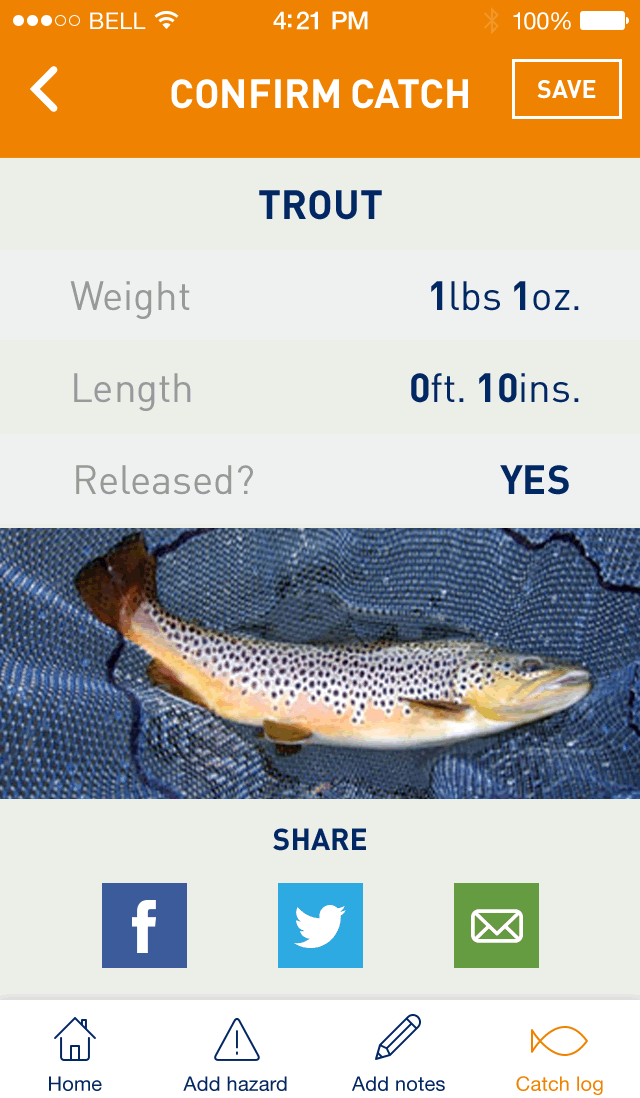 BELL 4:21 PM 100%
CONFIRM CATCH SAVE
TROUT
Weight 1lbs 1oz.
Length 0ft. 10ins.
Released? YES
SHARE
Home Add hazard Add notes Catch log